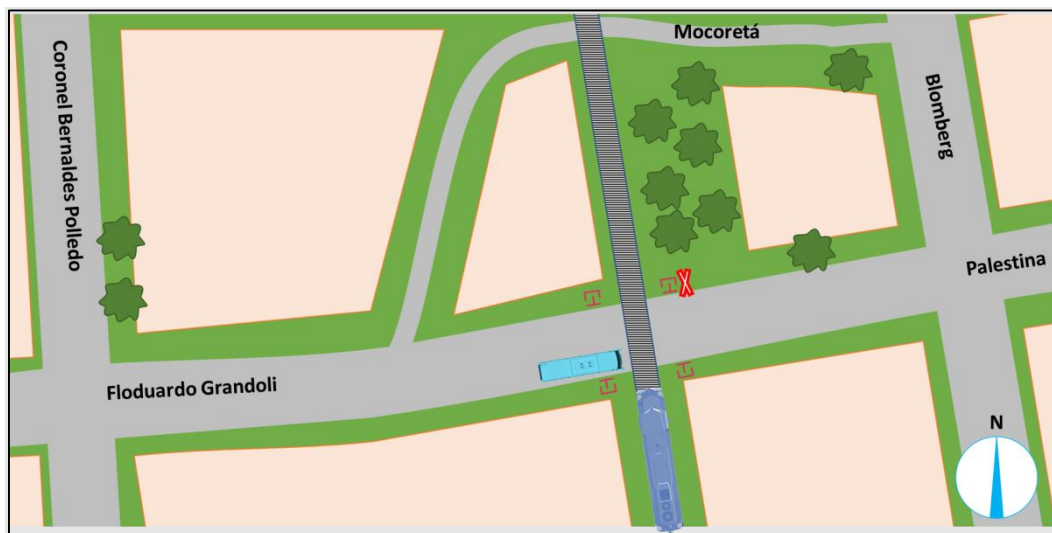 Mocoretá
Coronel Bernaldes
Polledo
Blomberg
Palestina
Floduardo Grandoli
N